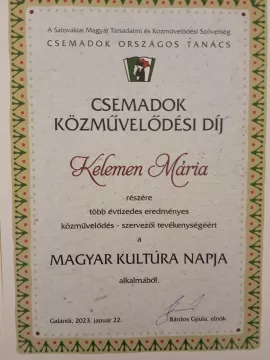 A Szlovákiai Magyar Társadalmi és Közművelődési Szövetség
CSEMADOK ORSZÁGOS TANÁCS
CSEMADOK
KÖZMŰVELŐDÉSI DÍJ
Kelemen Mária
részére
több évtizedes eredményes
közművelődés - szervezői tevékenységéért
a
MAGYAR KULTÚRA NAPJA
alkalmából.
Galánta, 2023. január 22.
Bárdos Gyula, elnök